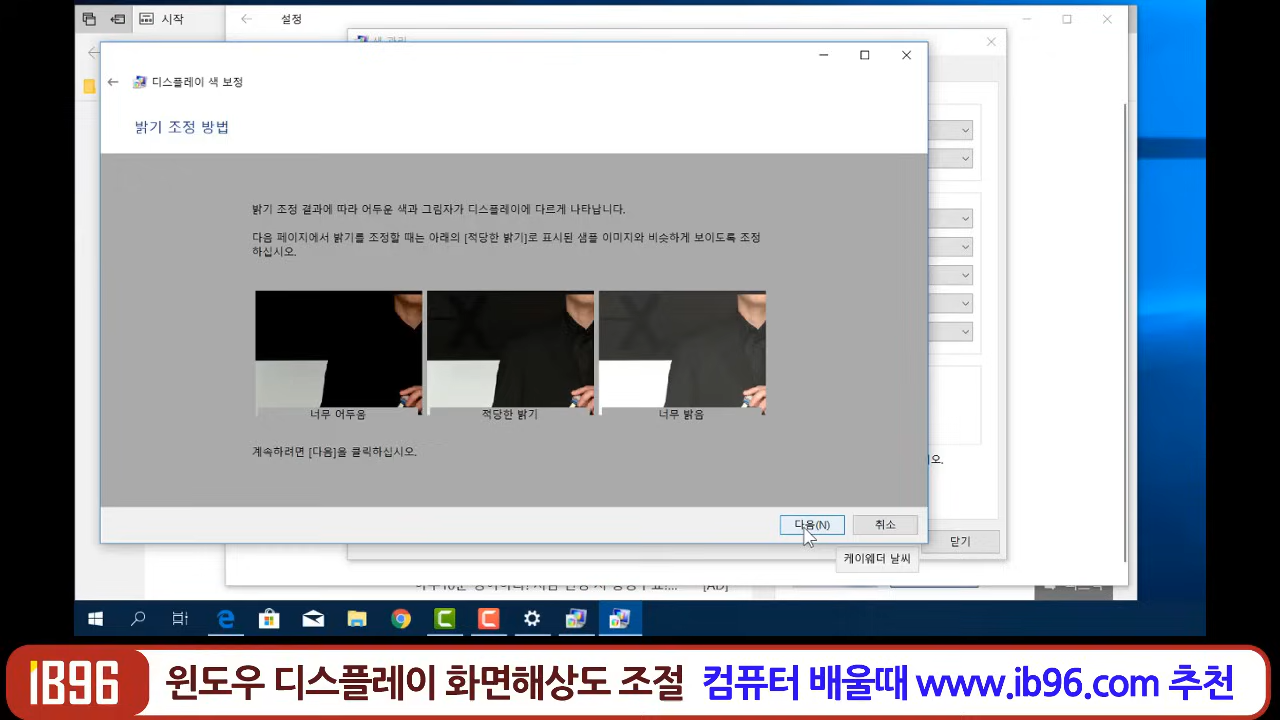 시작
설정
색 관리
디스플레이 색 보정
밝기 조정 방법
밝기 조정 결과에 따라 어두운 색과 그림자가 디스플레이에 다르게 나타납니다.
다음 페이지에서 밝기를 조정할 때는 아래의 [적당한 밝기]로 표시된 샘플 이미지와 비슷하게 보이도록 조정
하십시오.
너무 어두움
적당한 밝기
너무 밝음
계속하려면 [다음]을 클릭하십시오.
오.
다음(N)
취소
닫기
케이웨더 날씨
[AD]
IB96
윈도우 디스플레이 화면해상도 조절 컴퓨터 배울때 www.ib96.com 추천